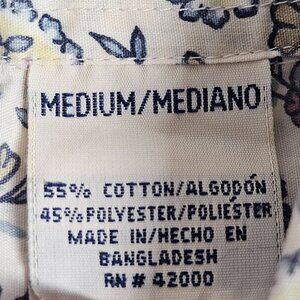 MEDIUM/MEDIANO
55% COTTON/ALGODÓN
45% POLYESTER/POLIÉSTER
MADE IN/HECHO EN
BANGLADESH
RN # 42000